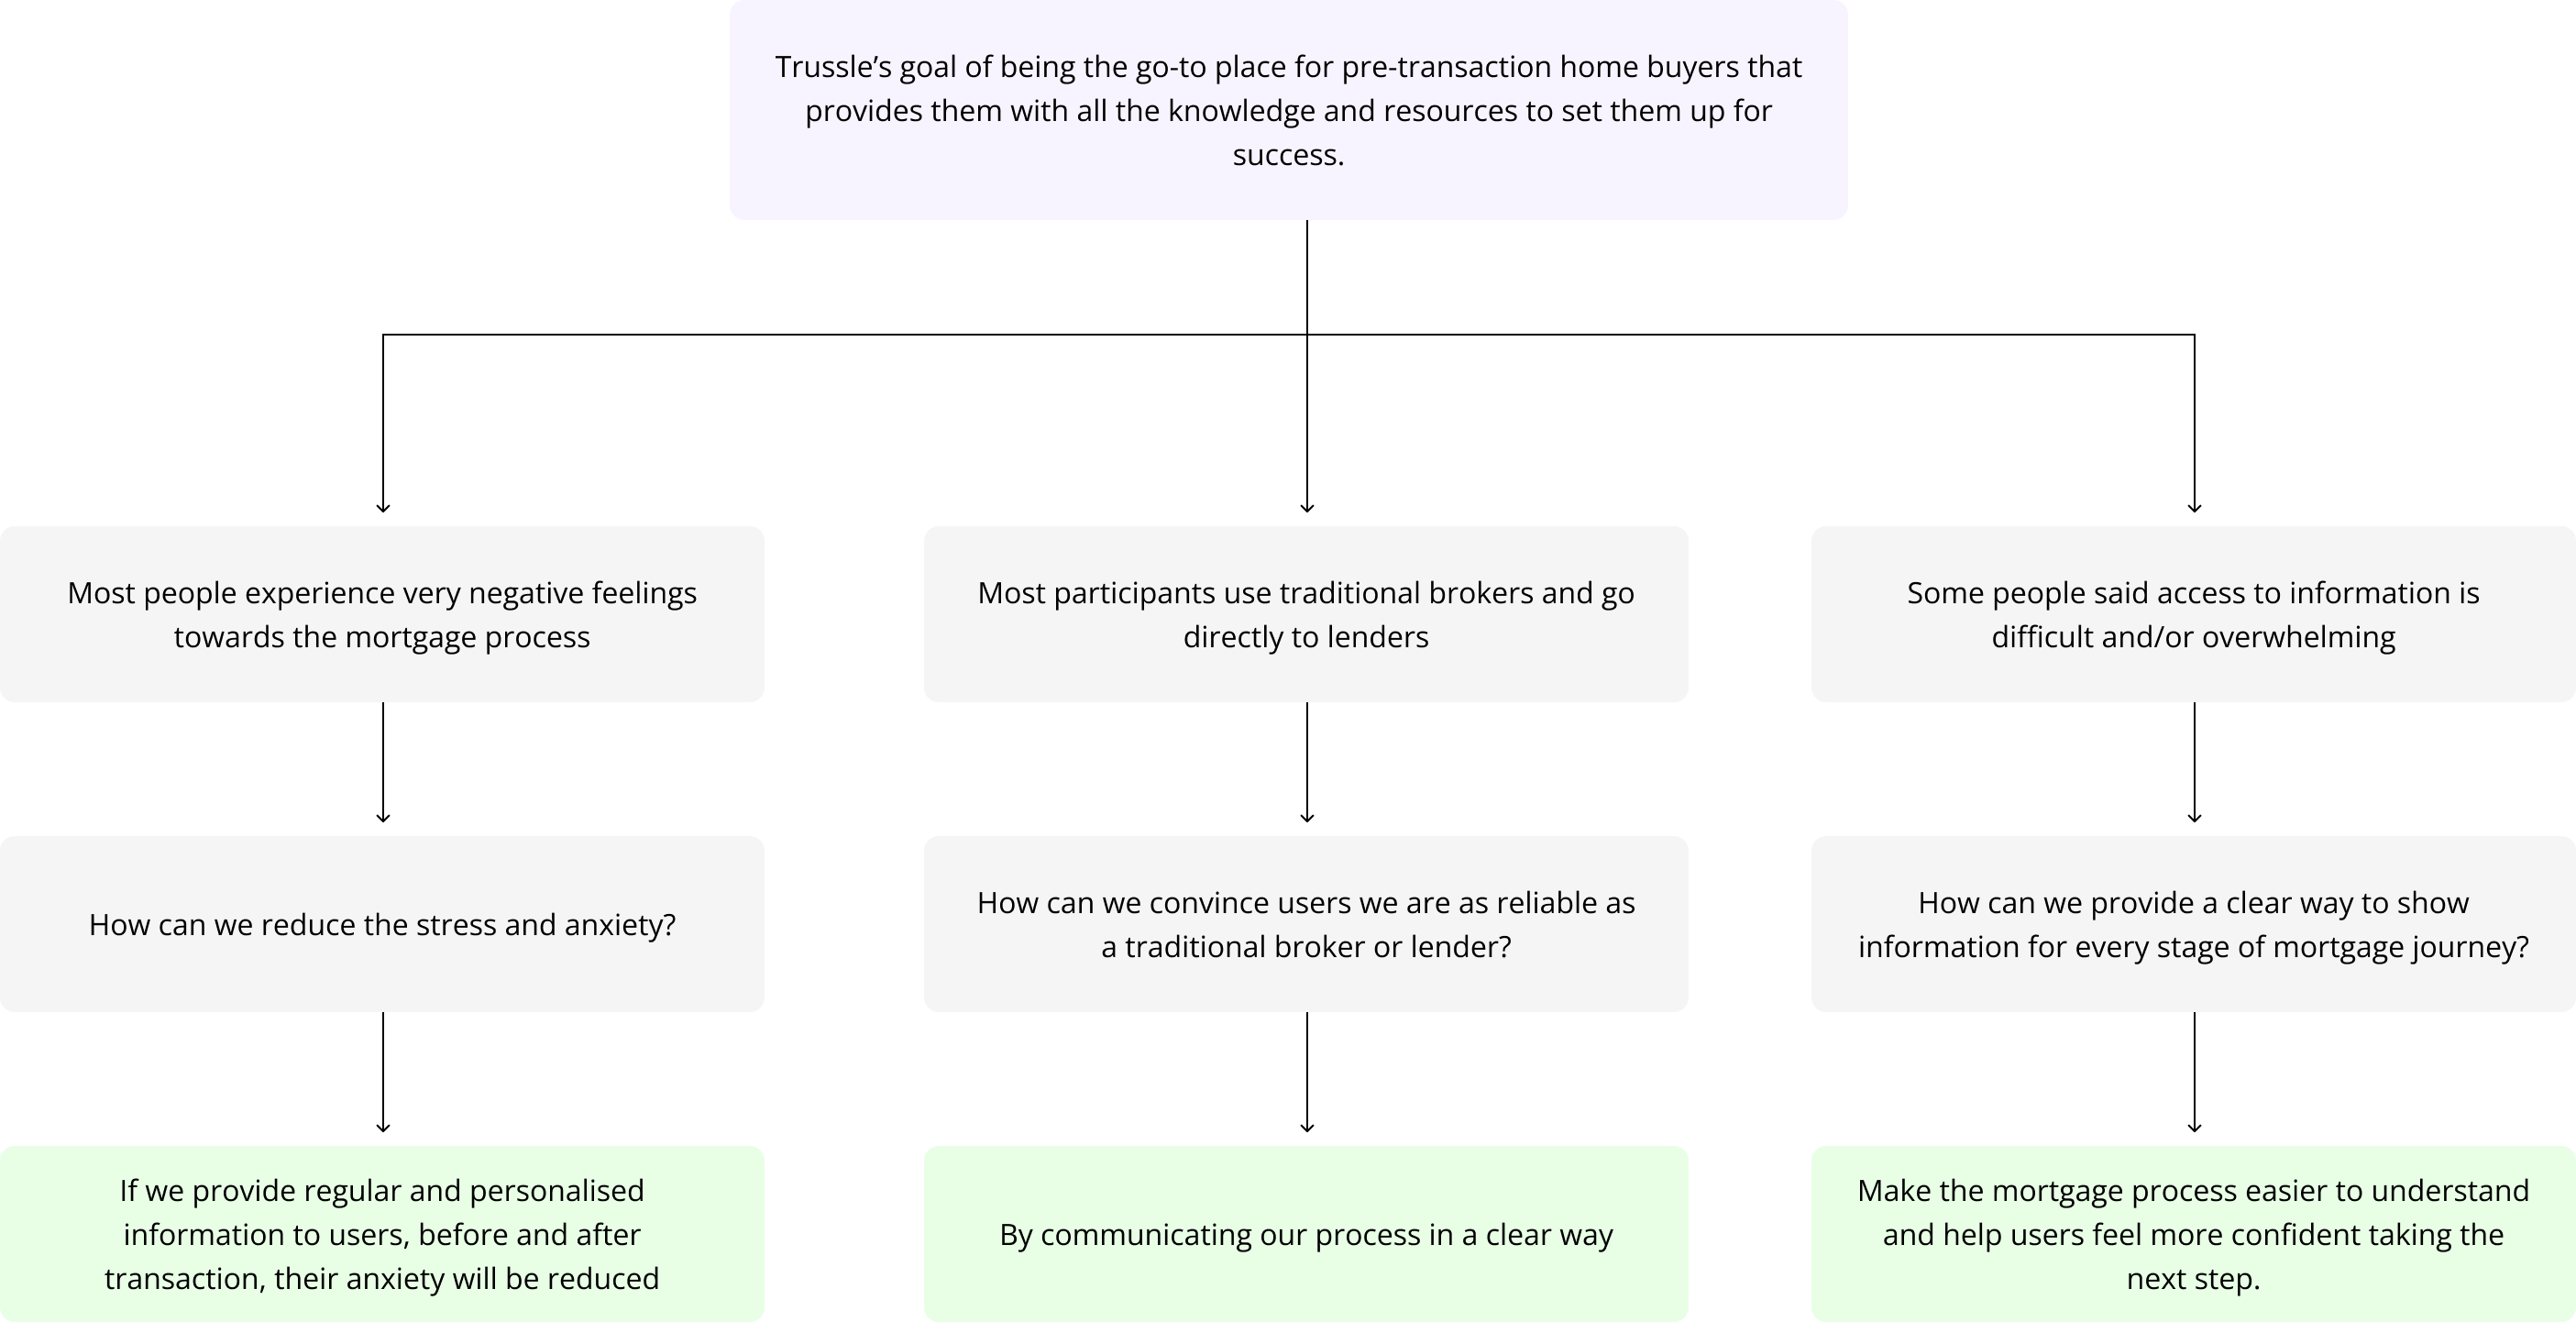 Trussle’s goal of being the go-to place for pre-transaction home buyers that
provides them with all the knowledge and resources to set them up for
success.
Most people experience very negative feelings
towards the mortgage process
Most participants use traditional brokers and go
directly to lenders
Some people said access to information is
difficult and/or overwhelming
How can we reduce the stress and anxiety?
How can we convince users we are as reliable as
a traditional broker or lender?
How can we provide a clear way to show
information for every stage of mortgage journey?
If we provide regular and personalised
information to users, before and after
transaction, their anxiety will be reduced
By communicating our process in a clear way
Make the mortgage process easier to understand
and help users feel more confident taking the
next step.